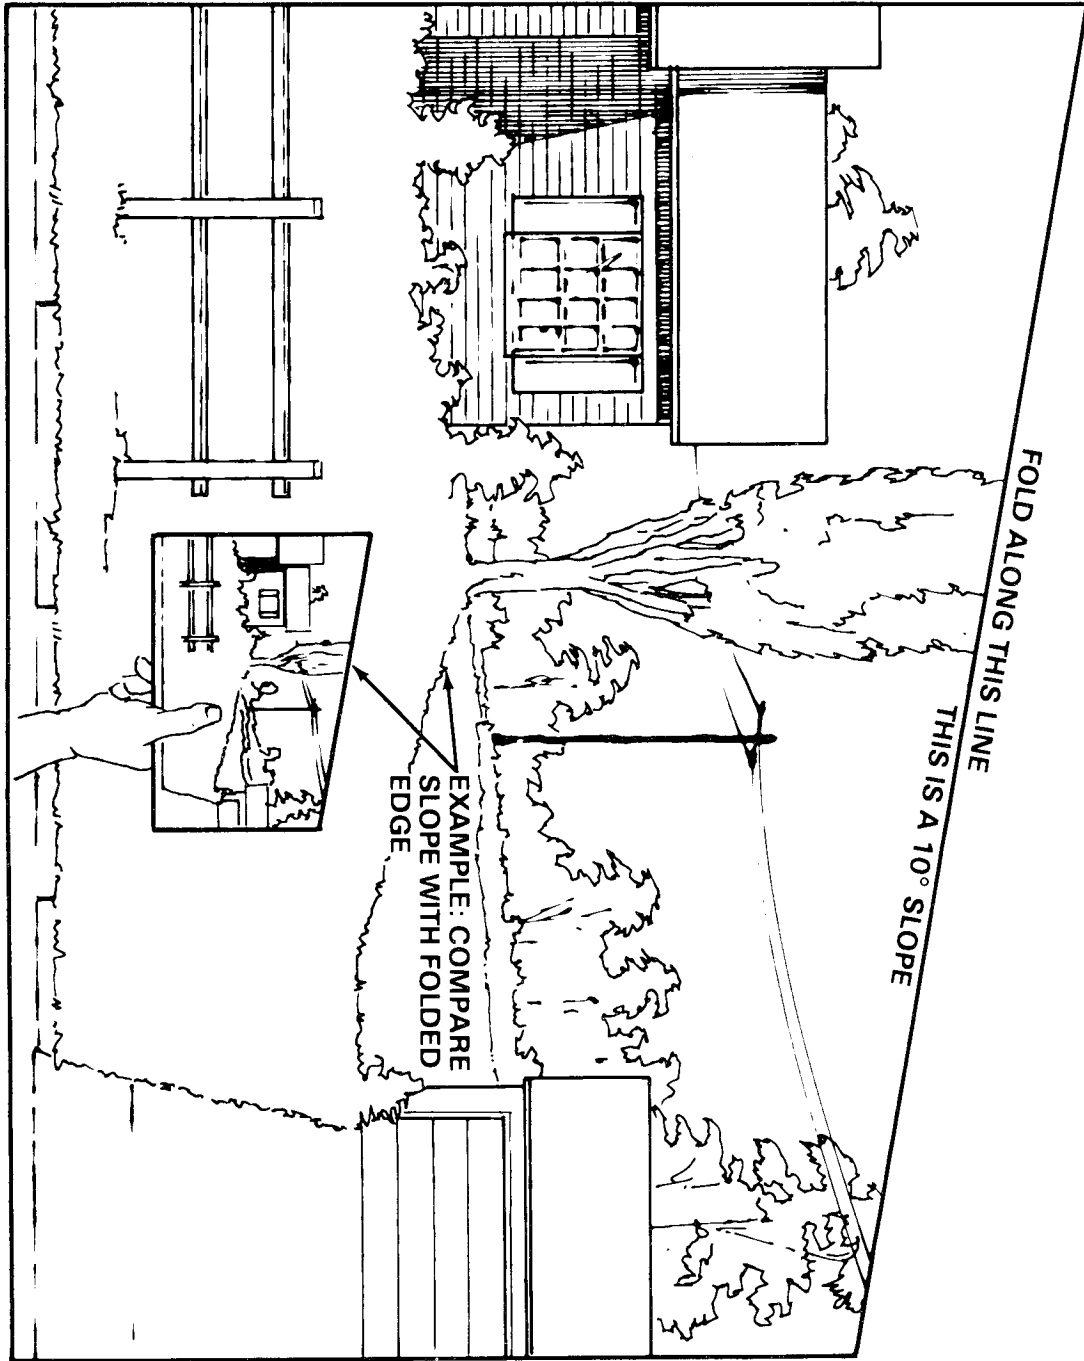 FOLD ALONG THIS LINE
THIS IS A 10° SLOPE
EXAMPLE: COMPARE
SLOPE WITH FOLDED
EDGE